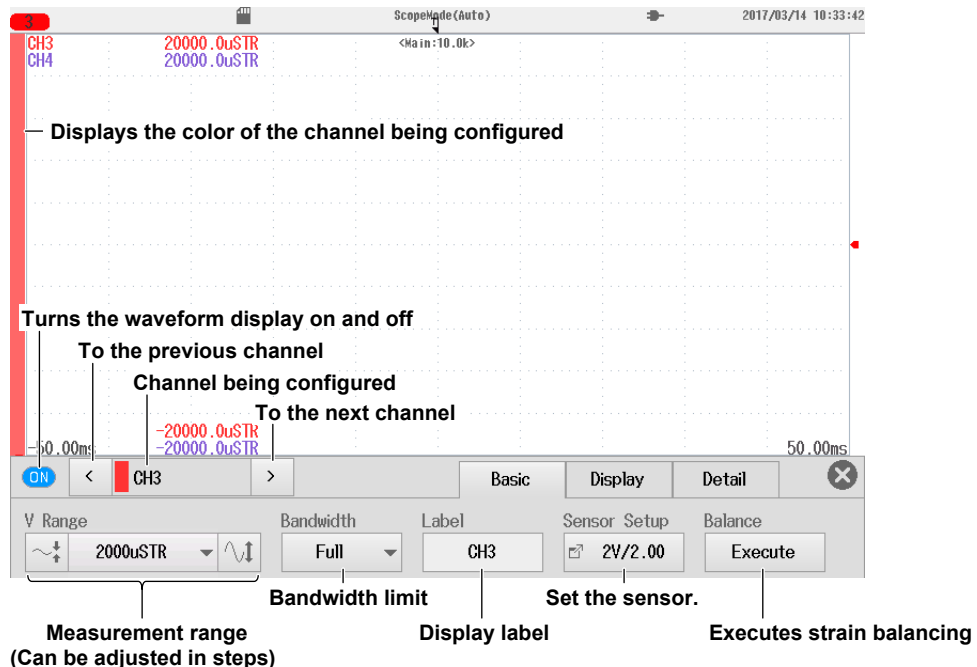 3 ScopeMode(Auto) 2017/03/14 10:33:42
CH3 20000.0uSTR <Main:10.0k>
CH4 20000.0uSTR
Displays the color of the channel being configured
Turns the waveform display on and off
To the previous channel
Channel being configured
To the next channel
-20000.0uSTR
-50.00ms -20000.0uSTR 50.00ms
ON < CH3 > Basic Display Detail
V Range Bandwidth Label Sensor Setup Balance
2000uSTR Full CH3 2V/2.00 Execute
Bandwidth limit Set the sensor.
Measurement range Display label Executes strain balancing
(Can be adjusted in steps)